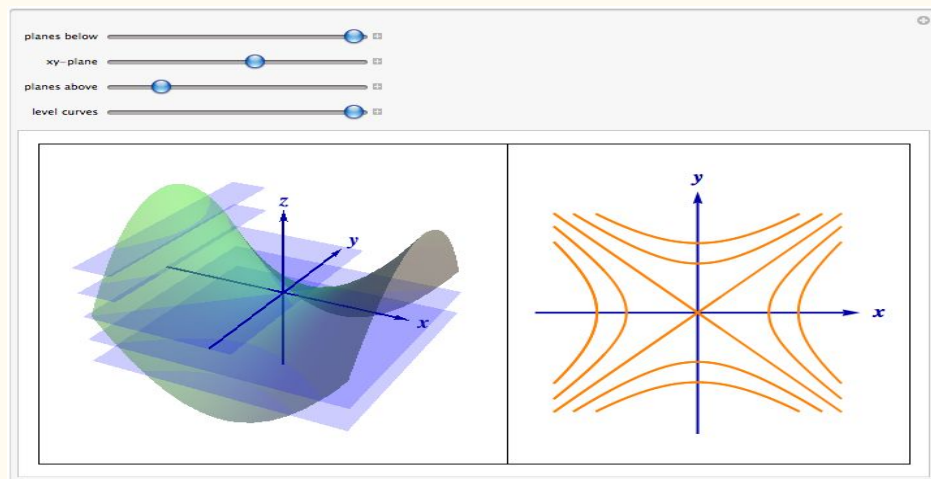 planes below
xy-plane
planes above
level curves
z
y
x
y
x